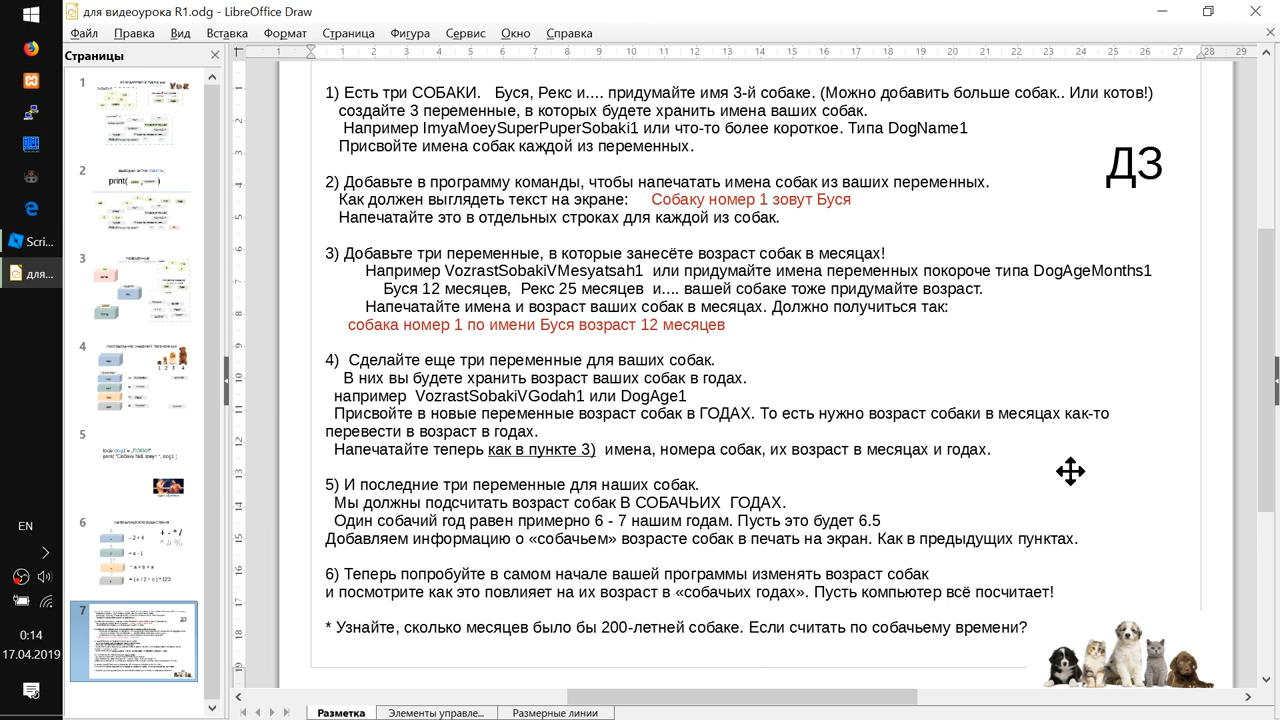 для видеоурока R1.odg - LibreOffice Draw
Файл Правка Вид Вставка Формат Страница Фигура Сервис Окно Справка
Страницы
1) Есть три СОБАКИ. Буся, Рэкс и... придумайте имя 3-й собаке. (Можно добавить больше собак.. Или котов!)
создайте 3 переменные, в которых будете хранить имена ваших собак.
Присвойте имена собак каждой из переменных.
ДЗ
2) Добавьте в программу команды, чтобы напечатать имена собак из ваших переменных.
Как должен выглядеть текст на экране: Собаку номер 1 зовут Буся
Напечатайте это в отдельных строках для каждой из собак.
3) Добавьте три переменные, в которые занесёте возраст собак в месяцах!
Например VozrastSobakiVMesyacah1 или придумайте имена переменных покороче типа DogAgeMonths1
Буся 12 месяцев, Рекс 25 месяцев и.... вашей собаке тоже придумайте возраст.
Напечатайте имена и возраст ваших собак в месяцах. Должно получиться так:
собака номер 1 по имени Буся возраст 12 месяцев
4) Сделайте еще три переменные для ваших собак.
В них вы будете хранить возраст ваших собак в годах.
например VozrastSobakiVGodah1 или DogAge1
Присвойте в новые переменные возраст собак в ГОДАХ. То есть нужно возраст собаки в месяцах как-то
перевести в возраст в годах.
Напечатайте теперь как в пункте 3) имена, номера собак, их возраст в месяцах и годах.
5) И последние три переменные для наших собак.
Мы должны подсчитать возраст собак В СОБАЧЬИХ ГОДАХ.
Один собачий год равен примерно 6 - 7 нашим годам. Пусть это будет 6.5
Добавляем информацию о «собачьем» возрасте собак в печать на экран. Как в предыдущих пунктах.
6) Теперь попробуйте в самом начале вашей программы изменять возраст собак
и посмотрите как это повлияет на их возраст в «собачьих годах». Пусть компьютер всё посчитает!
* Узнайте сколько месяцев 200-летней собаке. Если считать по собачьему времени?
Scri...
для...
EN
0:14
17.04.2019
1
2
print(
3
4
5
6
7
Разметка Элементы управле... Размерные линии